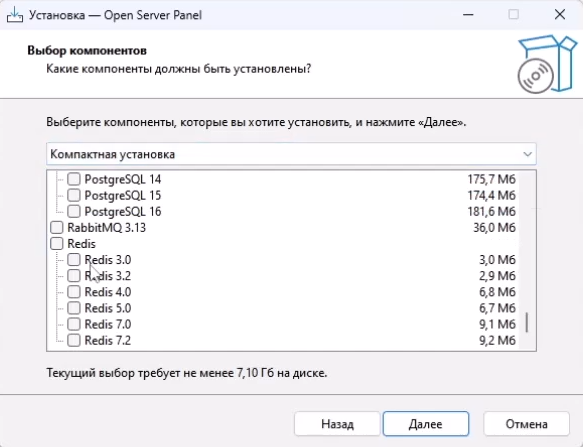 Установка — Open Server Panel
Выбор компонентов
Какие компоненты должны быть установлены?
Выберите компоненты, которые вы хотите установить, и нажмите «Далее».
Компактная установка
PostgreSQL 14 175,7 Мб
PostgreSQL 15 174,4 Мб
PostgreSQL 16 181,6 Мб
RabbitMQ 3.13 36,0 Мб
Redis
Redis 3.0 3,0 Мб
Redis 3.2 2,9 Мб
Redis 4.0 6,8 Мб
Redis 5.0 6,7 Мб
Redis 7.0 9,1 Мб
Redis 7.2 9,2 Мб
Текущий выбор требует не менее 7,10 Гб на диске.
Назад Далее Отмена